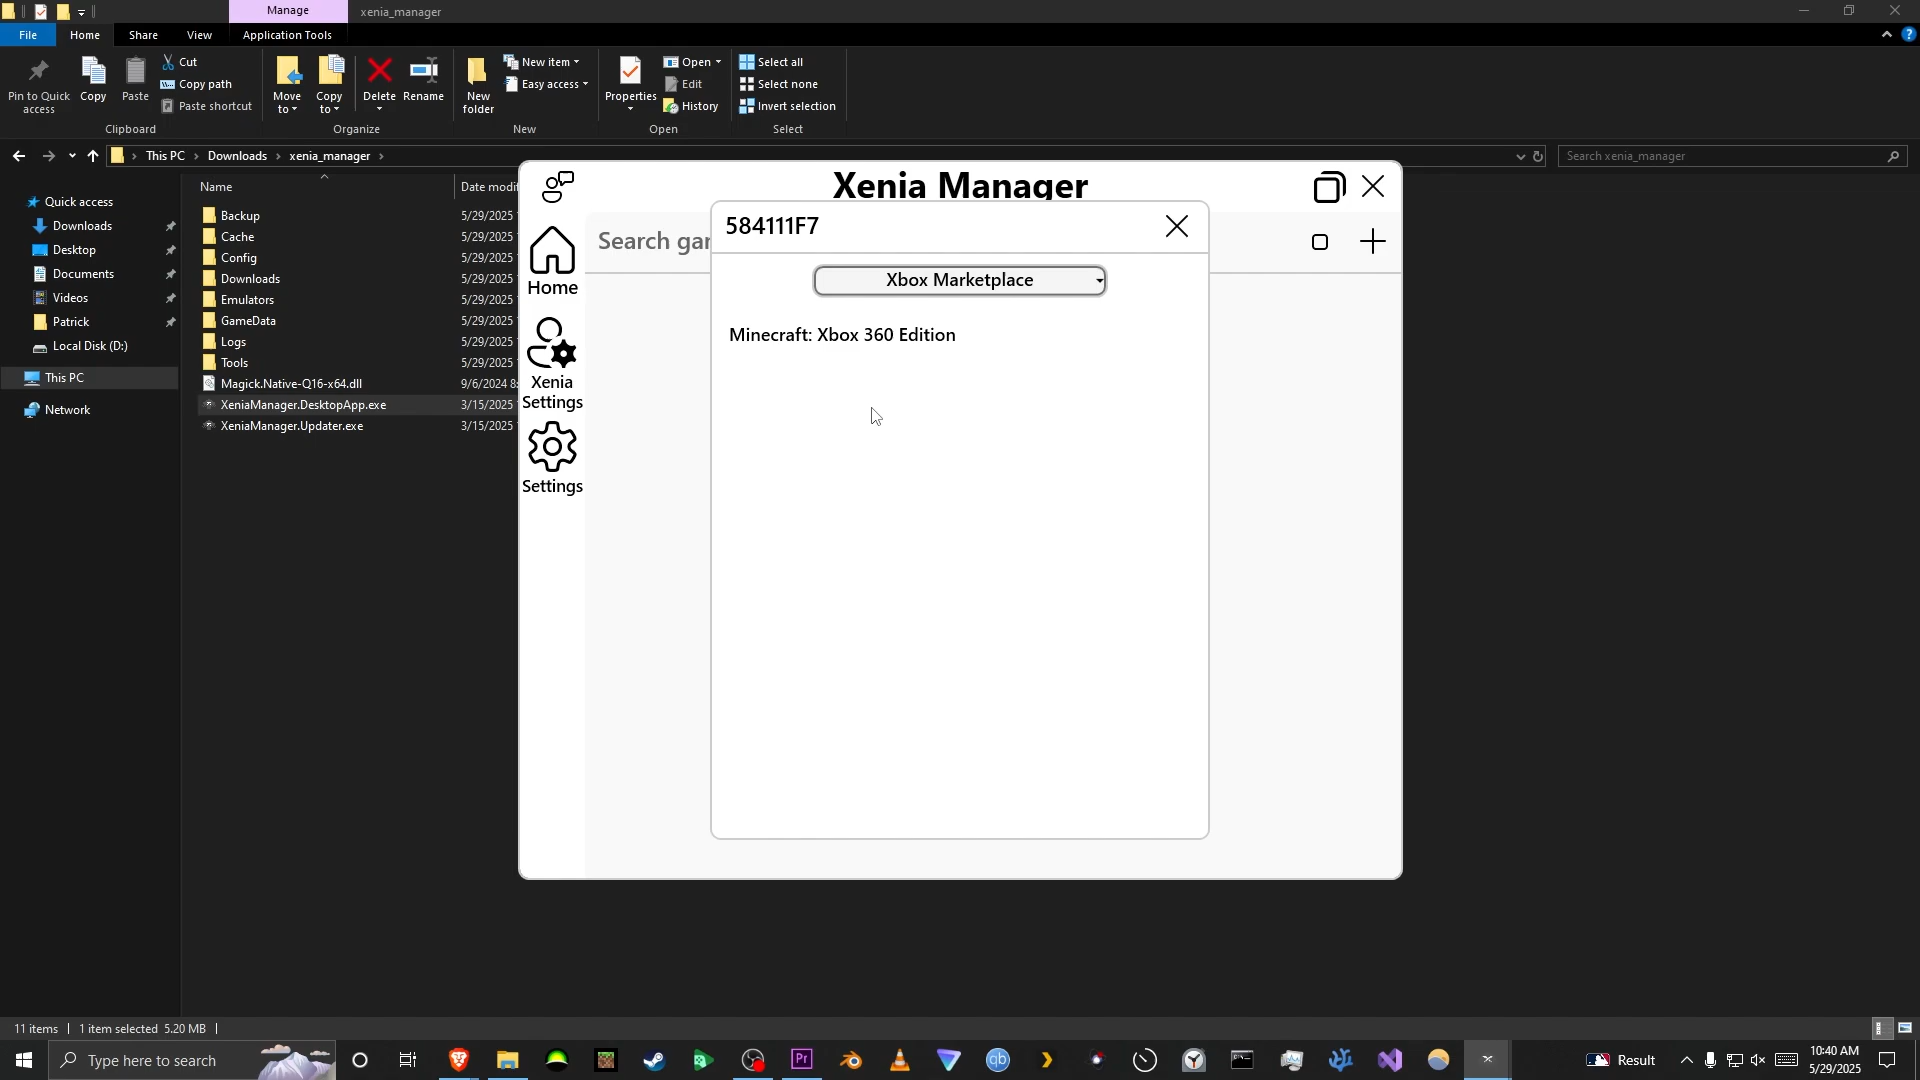 Manage
xenia_manager
File
Home
Share
View
Application Tools
Pin to Quick access
Copy
Paste
Cut
Copy path
Paste shortcut
Clipboard
Move to
Copy to
Delete
Rename
Organize
New folder
New item
Easy access
New
Properties
Open
Edit
History
Open
Select all
Select none
Invert selection
Select
This PC
Downloads
xenia_manager
Search xenia_manager
Quick access
Downloads
Desktop
Documents
Videos
Patrick
Local Disk (D:)
This PC
Network
Name
Date modi
Backup 5/29/2025
Cache 5/29/2025
Config 5/29/2025
Downloads 5/29/2025
Emulators 5/29/2025
GameData 5/29/2025
Logs 5/29/2025
Tools 5/29/2025
Magick.Native-Q16-x64.dll 9/6/2024 8:
XeniaManager.DesktopApp.exe 3/15/2025
XeniaManager.Updater.exe 3/15/2025
Xenia Manager
Search gar
Home
Xenia Settings
Settings
584111F7
Xbox Marketplace
Minecraft: Xbox 360 Edition
11 items
1 item selected 5.20 MB
Type here to search
Pr
qb
Result
10:40 AM
5/29/2025